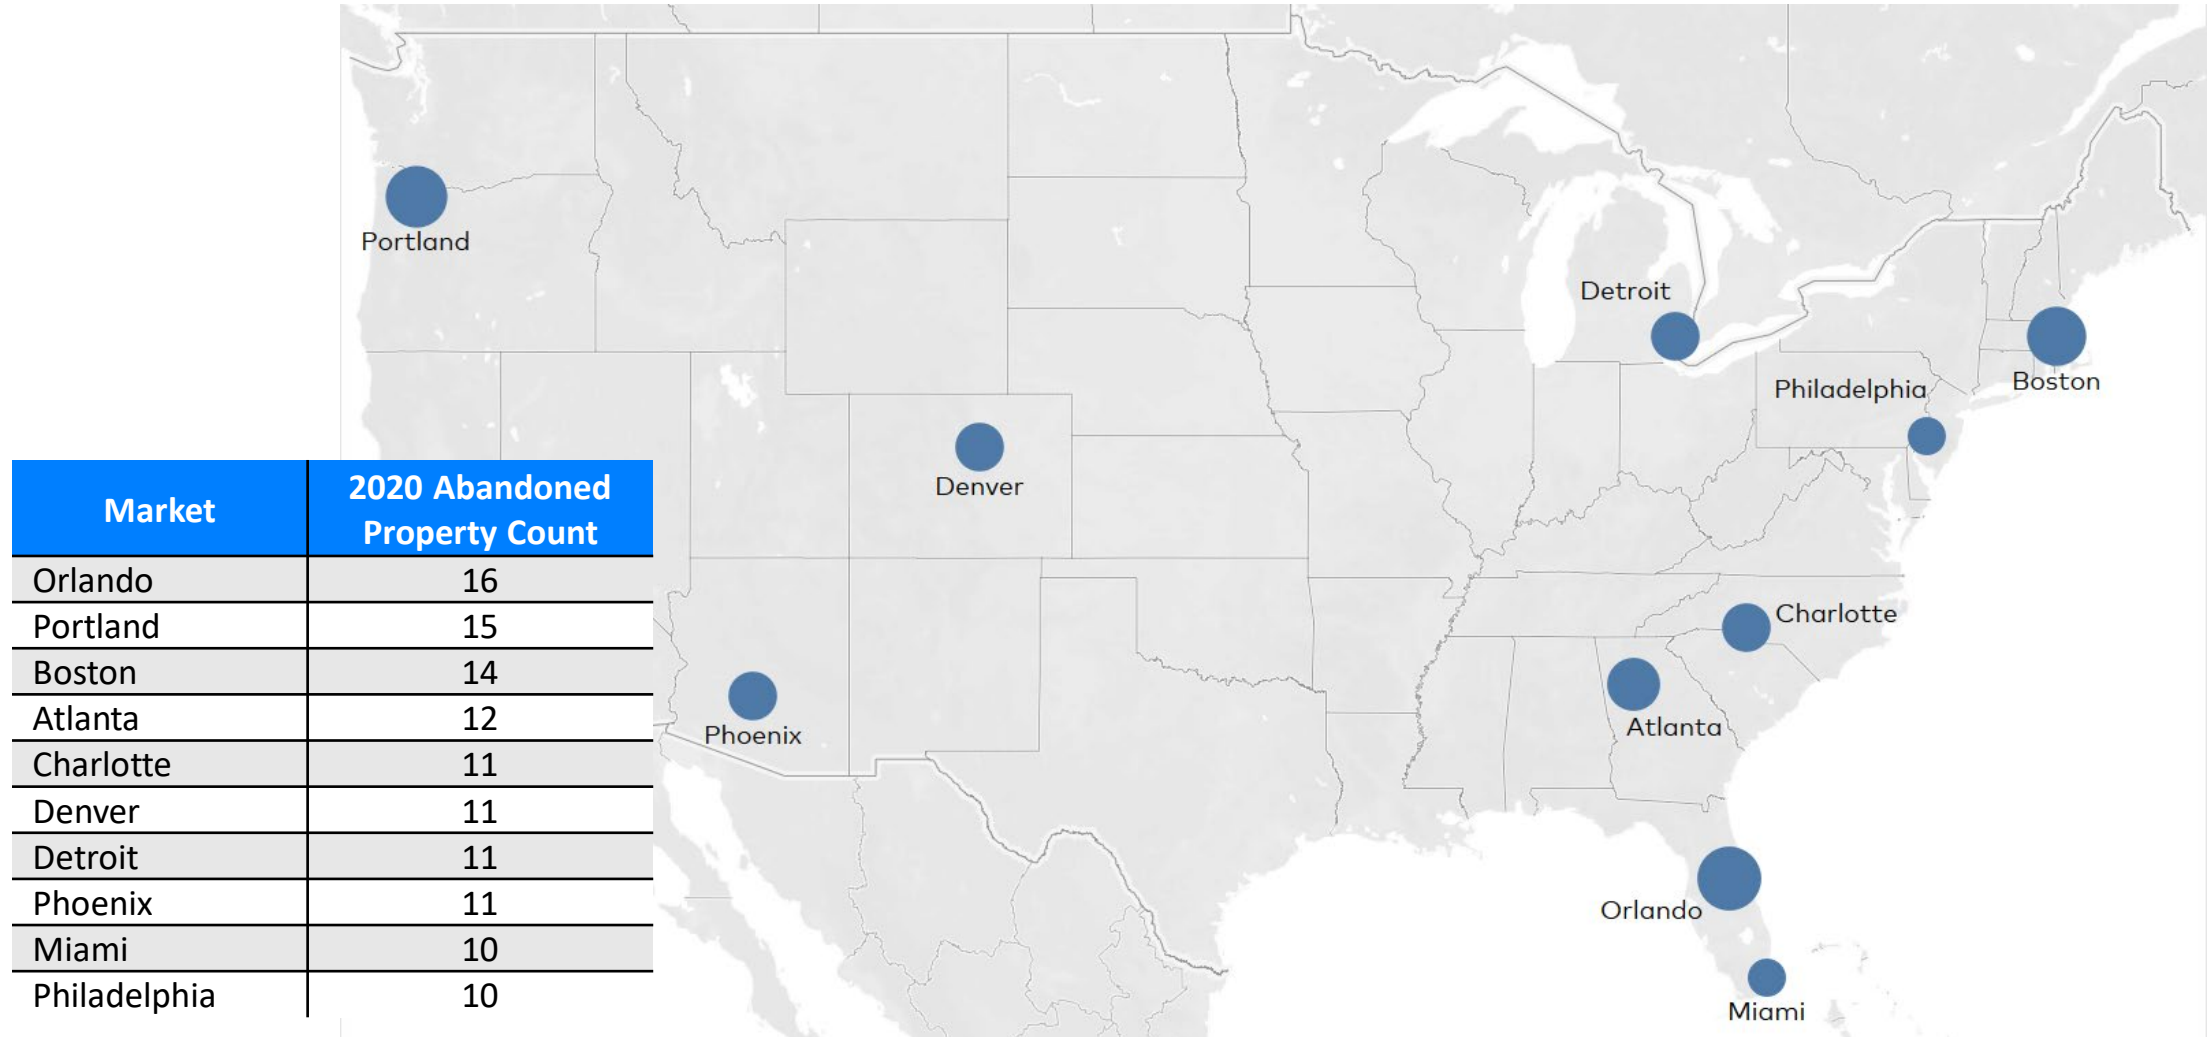 Portland
Detroit
Boston
Philadelphia
Denver
Charlotte
Phoenix
Atlanta
Orlando
Miami
Market 2020 Abandoned
Property Count
Orlando 16
Portland 15
Boston 14
Atlanta 12
Charlotte 11
Denver 11
Detroit 11
Phoenix 11
Miami 10
Philadelphia 10